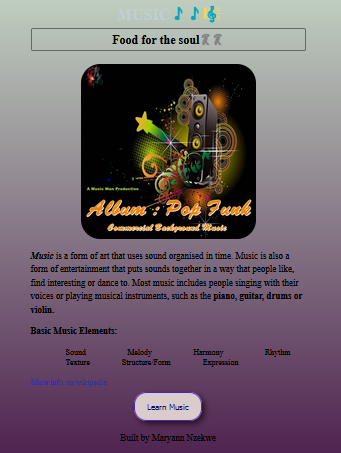 MUSIC
Food for the soul
A Music Man Production
Album : Pop Funk
Commercial Background Music
Music is a form of art that uses sound organised in time. Music is also a
form of entertainment that puts sounds together in a way that people like,
find interesting or dance to. Most music includes people singing with their
voices or playing musical instruments, such as the piano, guitar, drums or
violin.
Basic Music Elements:
Sound Melody Harmony Rhythm
Texture Structure/Form Expression
More info on wikipedia
Learn Music
Built by Maryann Nzekwe